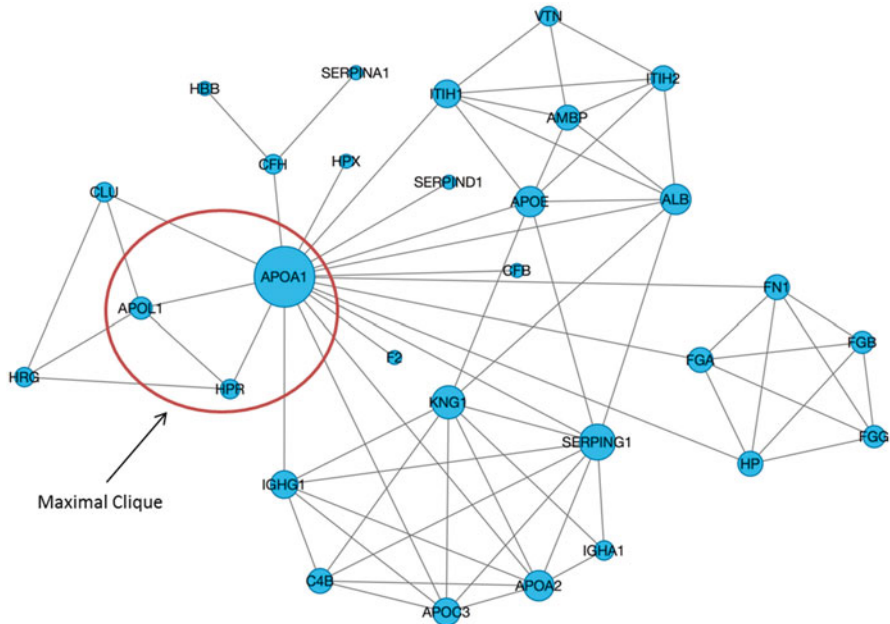 VTN
SERPINA1
HBB
ITIH2
ITIH1
AMBP
CFH
HPX
SERPIND1
CLU
APOE
ALB
APOA1
CFB
FN1
APOL1
FGB
F2
FGA
HRG
HPR
KNG1
SERPING1
FGG
HP
IGHG1
Maximal Clique
IGHA1
C4B
APOA2
APOC3